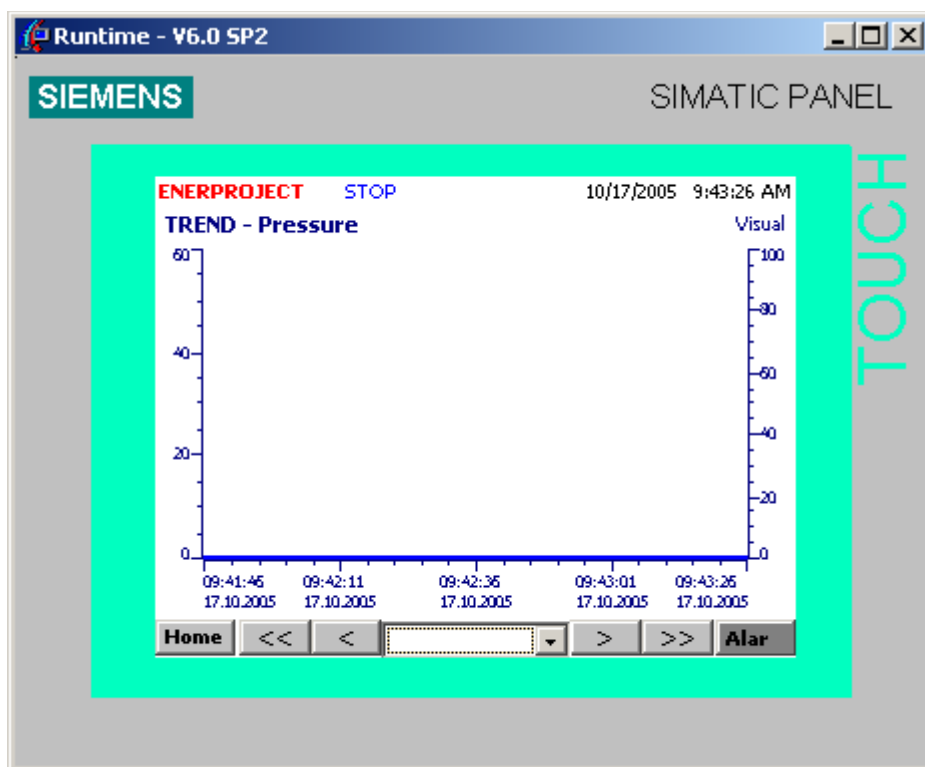 Runtime - V6.0 SP2
SIEMENS
SIMATIC PANEL
TOUCH
ENERPROJECT STOP 10/17/2005 9:43:26 AM
TREND - Pressure Visual
60 100
80
40
60
40
20
20
0 0
09:41:46 09:42:11 09:42:36 09:43:01 09:43:26
17.10.2005 17.10.2005 17.10.2005 17.10.2005 17.10.2005
Home << < > >> Alar